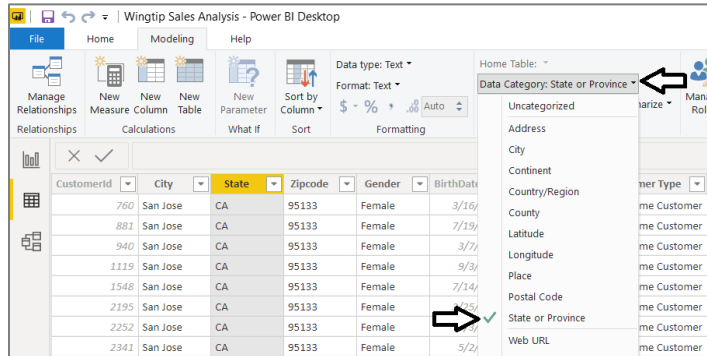 Wingtip Sales Analysis - Power BI Desktop
File Home Modeling Help
Manage Relationships
New Measure
New Column
New Table
New Parameter
Sort by Column
Data type: Text
Format: Text
$ % , .00 Auto
Home Table:
Data Category: State or Province
Relationships Calculations What If Sort Formatting
Uncategorized
Address
City
Continent
Country/Region
County
Latitude
Longitude
Place
Postal Code
State or Province
Web URL
CustomerId City State Zipcode Gender BirthDate mer Type
760 San Jose CA 95133 Female 3/16/ me Customer
881 San Jose CA 95133 Female 7/19/ me Customer
940 San Jose CA 95133 Female 3/7/ me Customer
1119 San Jose CA 95133 Female 9/3/ me Customer
1548 San Jose CA 95133 Female 7/14/ me Customer
2195 San Jose CA 95133 Female me Customer
2252 San Jose CA 95133 Female me Customer
2341 San Jose CA 95133 Female 5/2/ me Customer